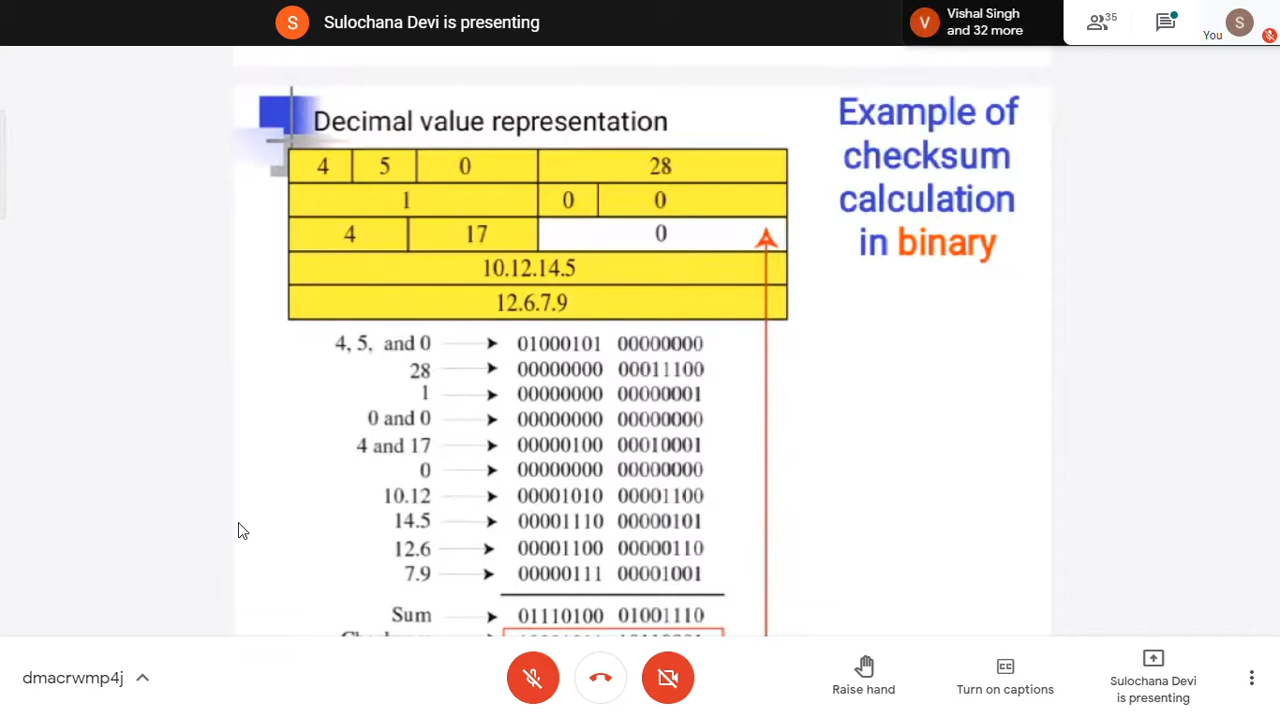 S Sulochana Devi is presenting
V Vishal Singh
and 32 more
35
You
S
Decimal value representation
Example of
checksum
calculation
in binary
4 5 0 28
1 0 0
4 17 0
10.12.14.5
12.6.7.9
4, 5, and 0 01000101 00000000
28 00000000 00011100
1 00000000 00000001
0 and 0 00000000 00000000
4 and 17 00000100 00010001
0 00000000 00000000
10.12 00001010 00001100
14.5 00001110 00000101
12.6 00001100 00000110
7.9 00000111 00001001
Sum 01110100 01001110
dmacrwmp4j
Raise hand
CC
Turn on captions
Sulochana Devi
is presenting